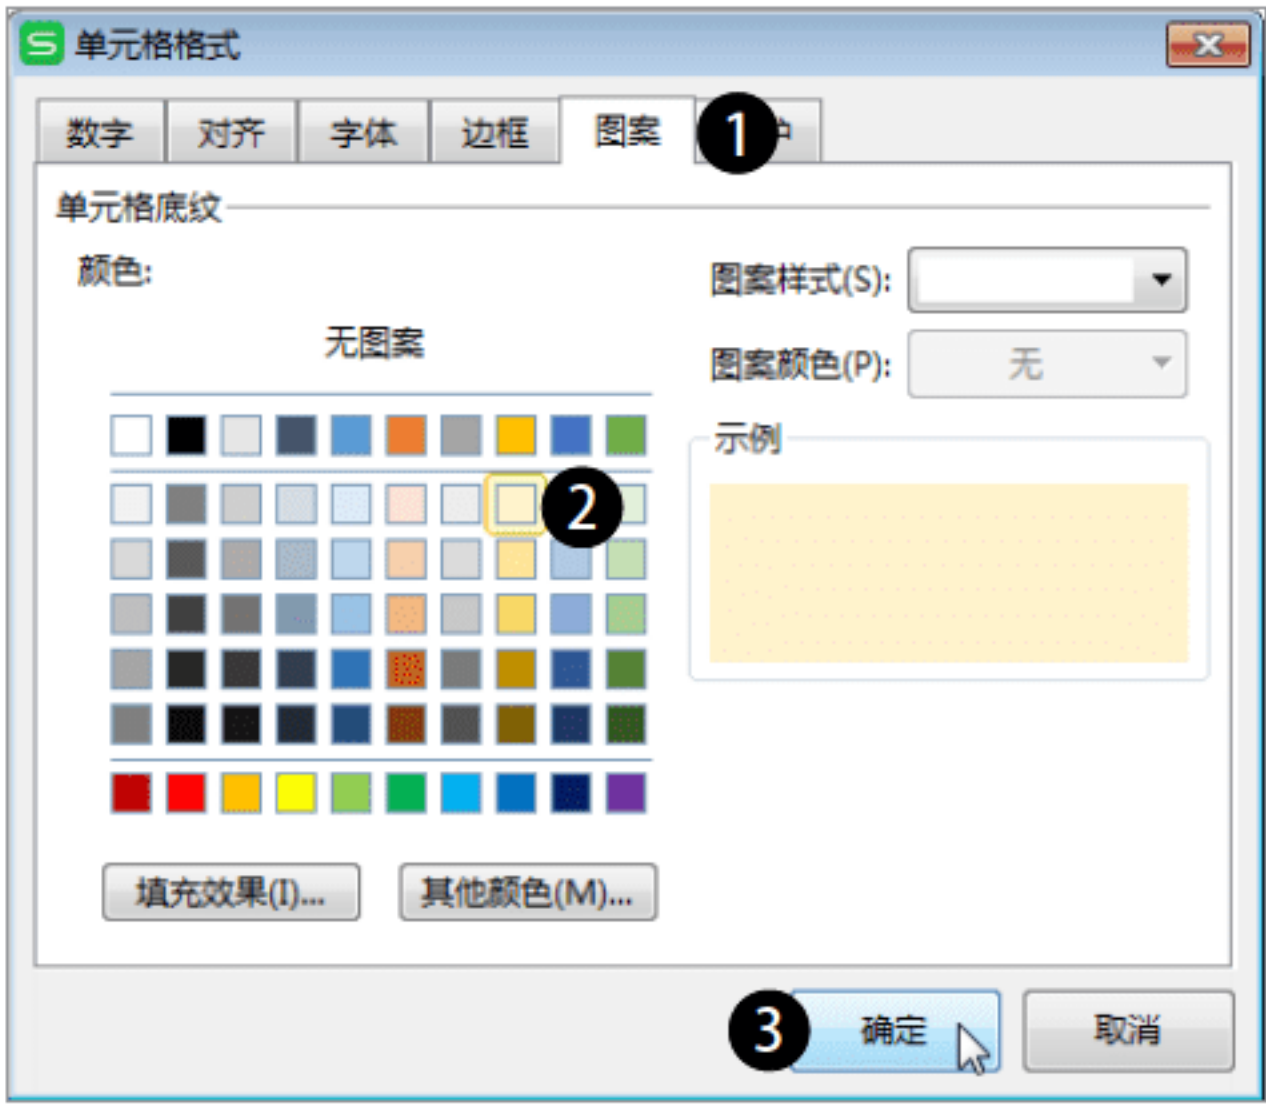 单元格格式
数字 对齐 字体 边框 图案 1
单元格底纹
颜色:
图案样式(S):
无图案
图案颜色(P): 无
示例
2
填充效果(I)... 其他颜色(M)...
3 确定 取消